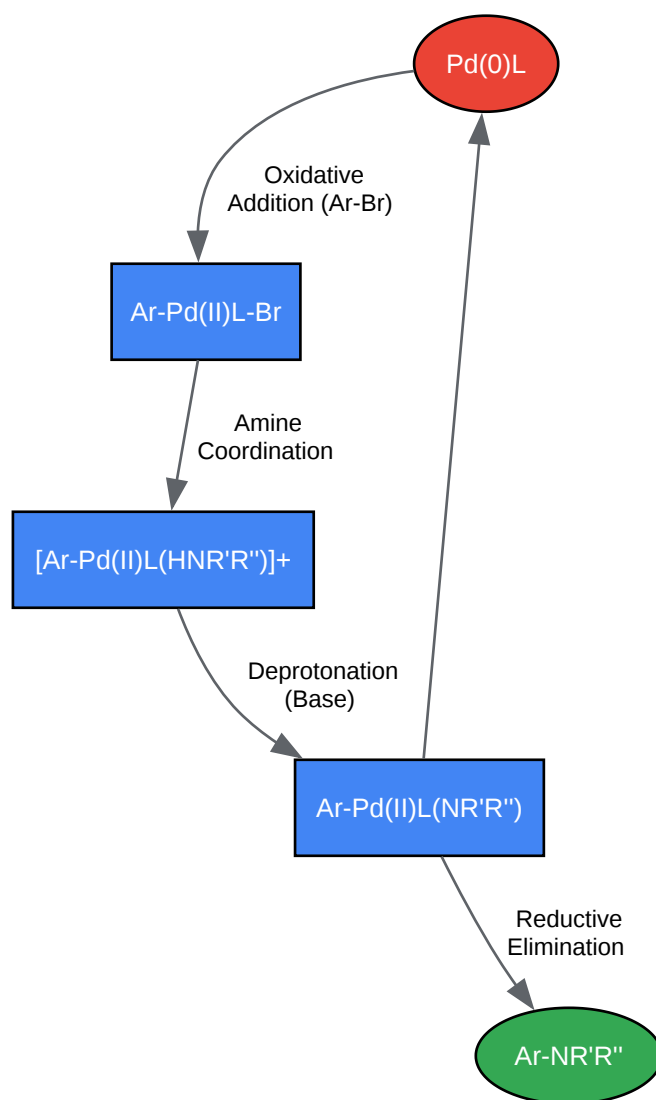 Pd(0)L
Oxidative
Addition (Ar-Br)
Ar-Pd(II)L-Br
Amine
Coordination
[Ar-Pd(II)L(HNR'R'')]+
Deprotonation
(Base)
Ar-Pd(II)L(NR'R'')
Reductive
Elimination
Ar-NR'R''